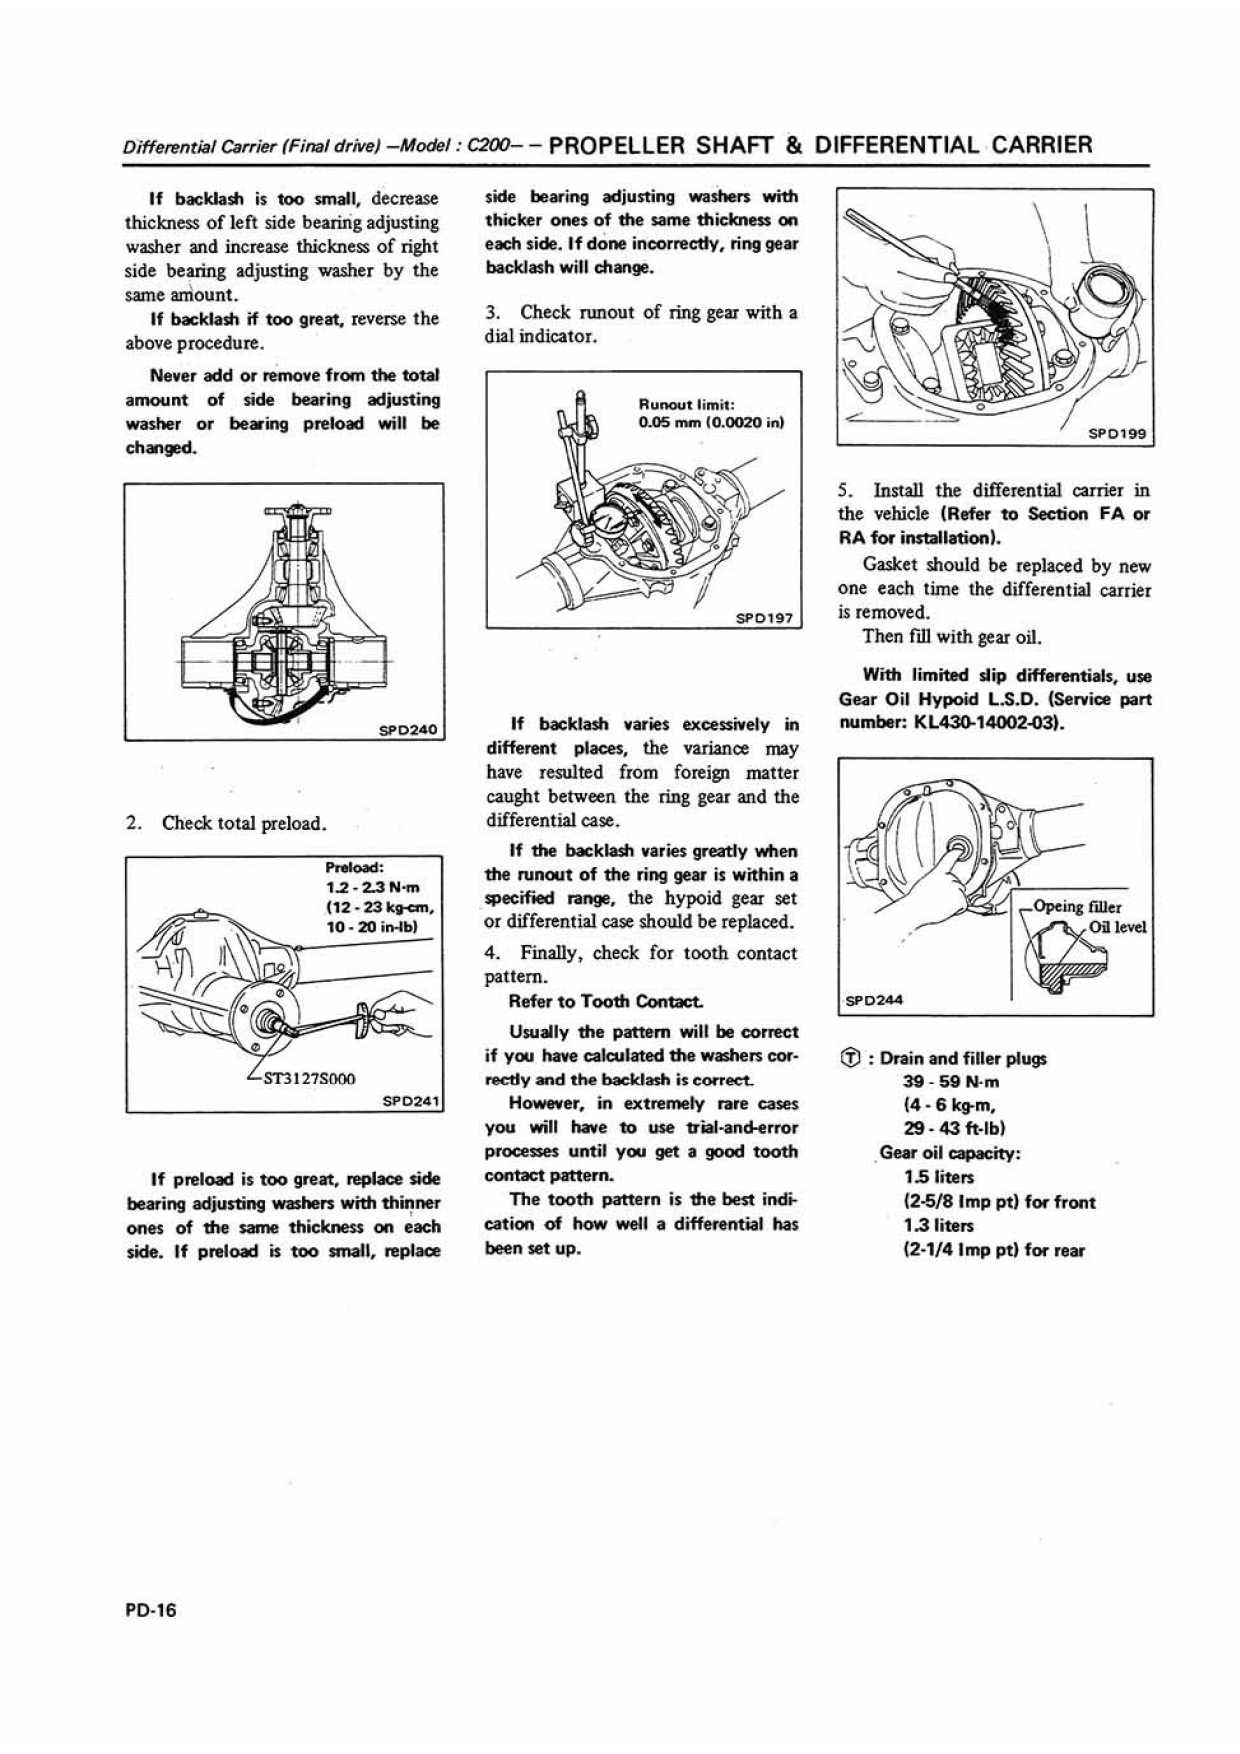 Differential Carrier (Final drive) —Model : C200— — PROPELLER SHAFT & DIFFERENTIAL CARRIER
If backlash is too small, decrease
thickness of left side bearing adjusting
washer and increase thickness of right
side bearing adjusting washer by the
same amount.
If backlash if too great, reverse the
above procedure.
Never add or remove from the total
amount of side bearing adjusting
washer or bearing preload will be
changed.
SPD240
2. Check total preload.
Preload:
1.2 - 2.3 N·m
(12 - 23 kg-cm,
10 - 20 in-lb)
ST3127S000
SPD241
If preload is too great, replace side
bearing adjusting washers with thinner
ones of the same thickness on each
side. If preload is too small, replace
side bearing adjusting washers with
thicker ones of the same thickness on
each side. If done incorrectly, ring gear
backlash will change.
3. Check runout of ring gear with a
dial indicator.
Runout limit:
0.05 mm (0.0020 in)
SPD197
If backlash varies excessively in
different places, the variance may
have resulted from foreign matter
caught between the ring gear and the
differential case.
If the backlash varies greatly when
the runout of the ring gear is within a
specified range, the hypoid gear set
or differential case should be replaced.
4. Finally, check for tooth contact
pattern.
Refer to Tooth Contact.
Usually the pattern will be correct
if you have calculated the washers cor-
rectly and the backlash is correct.
However, in extremely rare cases
you will have to use trial-and-error
processes until you get a good tooth
contact pattern.
The tooth pattern is the best indi-
cation of how well a differential has
been set up.
SPD199
5. Install the differential carrier in
the vehicle (Refer to Section FA or
RA for installation).
Gasket should be replaced by new
one each time the differential carrier
is removed.
Then fill with gear oil.
With limited slip differentials, use
Gear Oil Hypoid L.S.D. (Service part
number: KL430-14002-03).
Opeing filler
Oil level
SPD244
Ⓣ : Drain and filler plugs
39 - 59 N·m
(4 - 6 kg-m,
29 - 43 ft-lb)
Gear oil capacity:
1.5 liters
(2-5/8 Imp pt) for front
1.3 liters
(2-1/4 Imp pt) for rear
PD-16